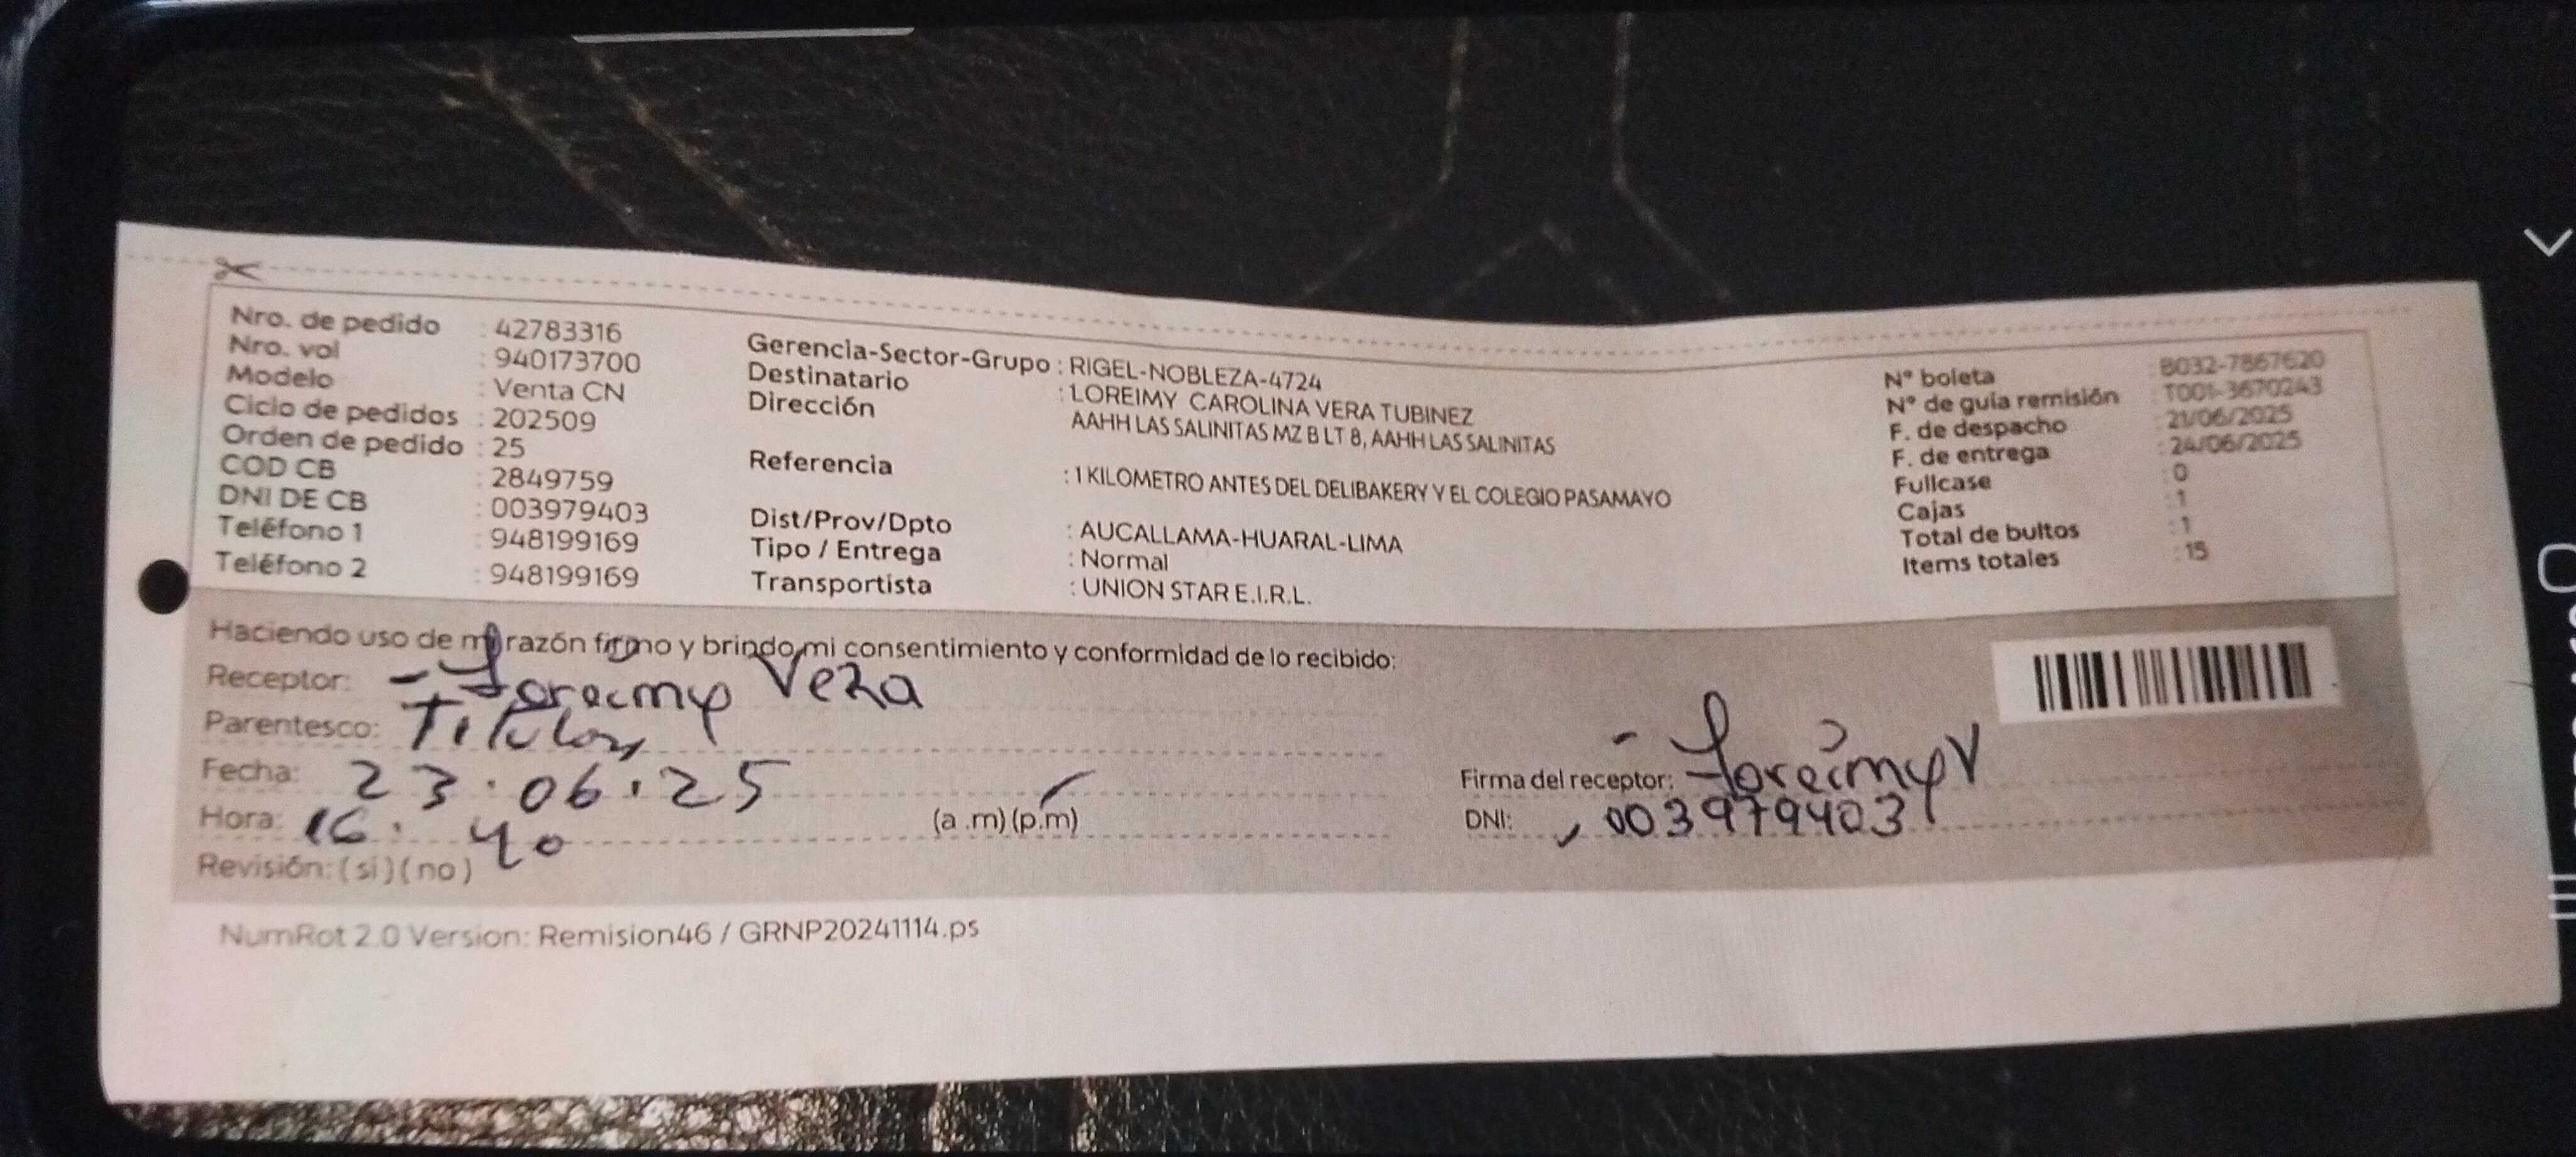 Nro. de pedido : 42783316
Nro. vol : 940173700
Modelo : Venta CN
Ciclo de pedidos : 202509
Orden de pedido : 25
COD CB : 2849759
DNI DE CB : 003979403
Teléfono 1 : 948199169
Teléfono 2 : 948199169
Gerencia-Sector-Grupo : RIGEL-NOBLEZA-4724
Destinatario : LOREIMY CAROLINA VERA TUBINEZ
Dirección : AAHH LAS SALINITAS MZ B LT 8, AAHH LAS SALINITAS
Referencia : 1 KILOMETRO ANTES DEL DELIBAKERY Y EL COLEGIO PASAMAYO
Dist/Prov/Dpto : AUCALLAMA-HUARAL-LIMA
Tipo / Entrega : Normal
Transportista : UNION STAR E.I.R.L.
N° boleta : B032-7867620
N° de guía remisión : T001-3670243
F. de despacho : 21/06/2025
F. de entrega : 24/06/2025
Fullcase : 0
Cajas : 1
Total de bultos : 1
Items totales : 15
Haciendo uso de mi razón firmo y brindo mi consentimiento y conformidad de lo recibido:
Receptor: - Loreimy Vera
Parentesco: Titular
Fecha: 23.06.25
Hora: 16:40 (a.m) (p.m)
Revisión: ( si ) ( no )
Firma del receptor: - Loreimy V
DNI: 003979403
NumRot 2.0 Version: Remision46 / GRNP20241114.ps